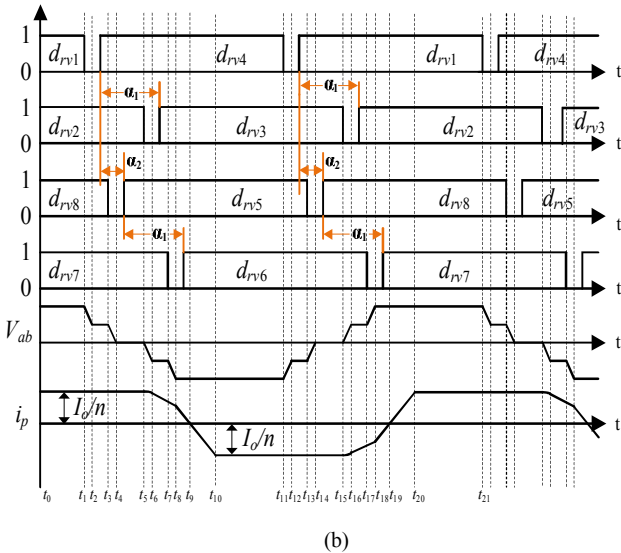 1
0
d_rv1 d_rv4 d_rv1 d_rv4 t
α₁ α₁
1
0
d_rv2 d_rv3 d_rv2 d_rv3 t
α₂ α₂
1
0
d_rv8 d_rv5 d_rv8 d_rv5 t
α₁ α₁
1
0
d_rv7 d_rv6 d_rv7 t
V_ab t
i_p I_o/n I_o/n t
t₀ t₁ t₂ t₃ t₄ t₅ t₆ t₇ t₈ t₉ t₁₀ t₁₁ t₁₂ t₁₃ t₁₄ t₁₅ t₁₆ t₁₇ t₁₈ t₁₉ t₂₀ t₂₁
(b)